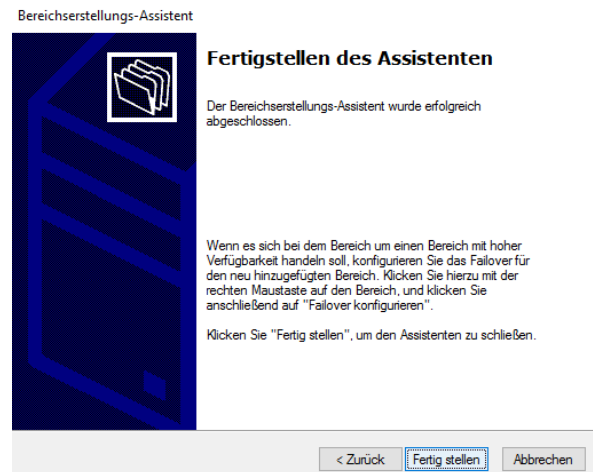 Bereichserstellungs-Assistent
Fertigstellen des Assistenten
Der Bereichserstellungs-Assistent wurde erfolgreich
abgeschlossen.
Wenn es sich bei dem Bereich um einen Bereich mit hoher
Verfügbarkeit handeln soll, konfigurieren Sie das Failover für
den neu hinzugefügten Bereich. Klicken Sie hierzu mit der
rechten Maustaste auf den Bereich, und klicken Sie
anschließend auf "Failover konfigurieren".
Klicken Sie "Fertig stellen", um den Assistenten zu schließen.
< Zurück Fertig stellen Abbrechen